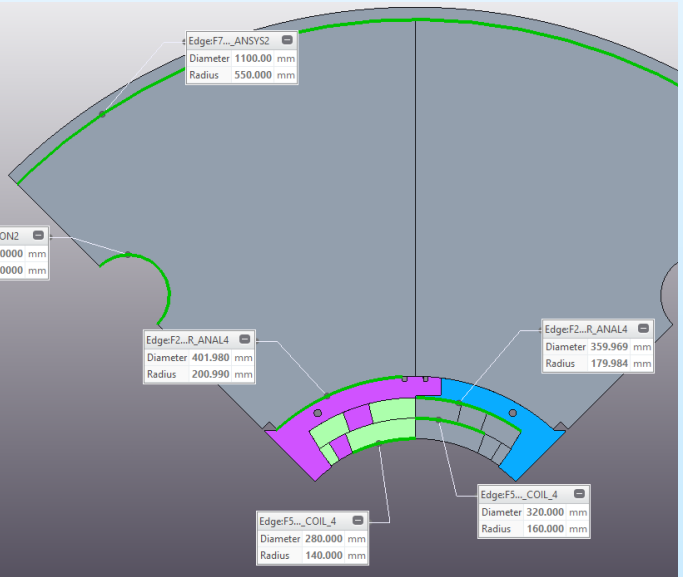 Edge:F7..._ANSYS2
Diameter 1100.00 mm
Radius 550.000 mm
ON2
0000 mm
0000 mm
Edge:F2...R_ANAL4
Diameter 401.980 mm
Radius 200.990 mm
Edge:F2...R_ANAL4
Diameter 359.969 mm
Radius 179.984 mm
Edge:F5..._COIL_4
Diameter 280.000 mm
Radius 140.000 mm
Edge:F5..._COIL_4
Diameter 320.000 mm
Radius 160.000 mm